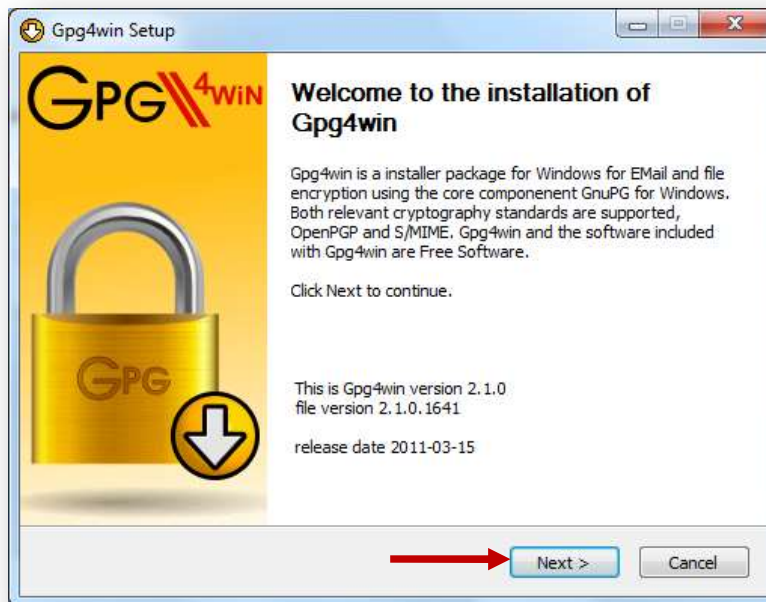 Gpg4win Setup
GPG4WiN
Welcome to the installation of
Gpg4win
Gpg4win is a installer package for Windows for EMail and file
encryption using the core componenent GnuPG for Windows.
Both relevant cryptography standards are supported,
OpenPGP and S/MIME. Gpg4win and the software included
with Gpg4win are Free Software.
Click Next to continue.
GPG
This is Gpg4win version 2.1.0
file version 2.1.0.1641
release date 2011-03-15
Next >
Cancel